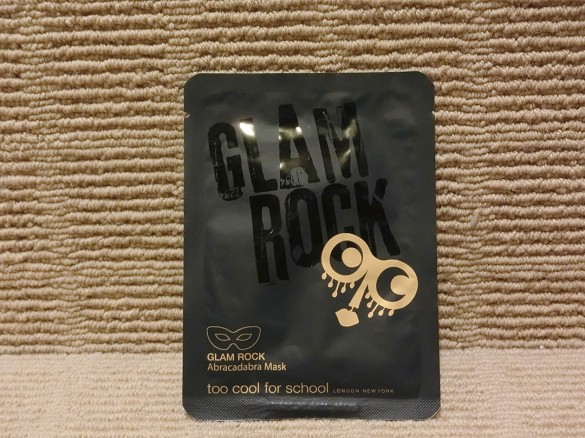 GLAM
ROCK
GLAM ROCK
Abracadabra Mask
too cool for school LONDON NEW YORK